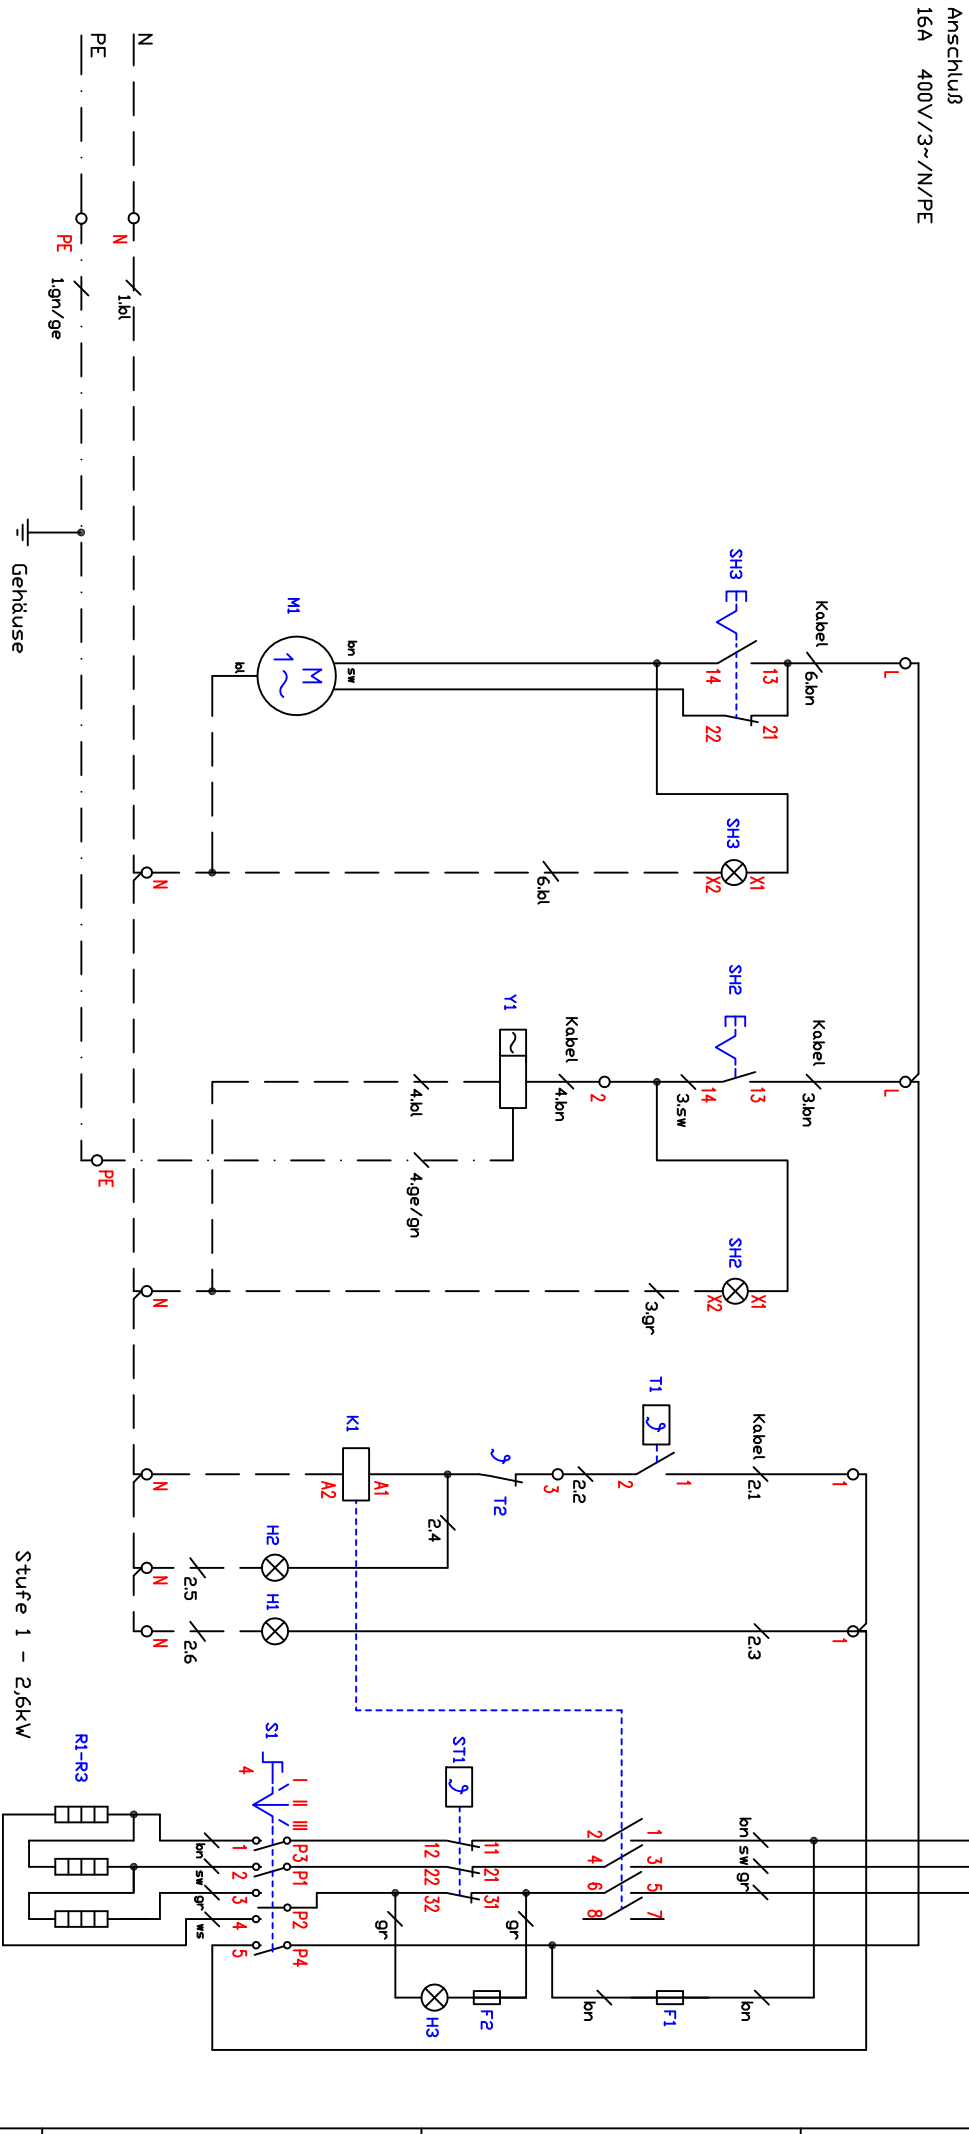 Anschluß
16A 400V/3~/N/PE
N
PE
N
PE
1.bl
1.gn/ge
Gehäuse
SH3
Kabel
6.bn
L
13
14
21
22
M1
M
1~
bn
sw
bl
SH3
X1
X2
6.bl
N
SH2
Kabel
3.bn
L
13
14
3.sw
2
Kabel
4.bn
Y1
~
4.bl
4.ge/gn
PE
SH2
X1
X2
3.gr
N
T1
Kabel
2.1
1
1
2
2.2
3
T2
2.4
K1
A1
A2
N
H2
2.5
N
H1
2.6
N
2.3
1
Stufe 1 - 2,6kW
R1-R3
S1
4
I
II
III
ST1
1
2
3
4
5
6
7
8
bn
sw
gr
11
12
21
22
31
32
P3
P1
P2
P4
1
2
3
4
5
bn
sw
gr
ws
gr
gr
H3
F2
bn
F1
bn